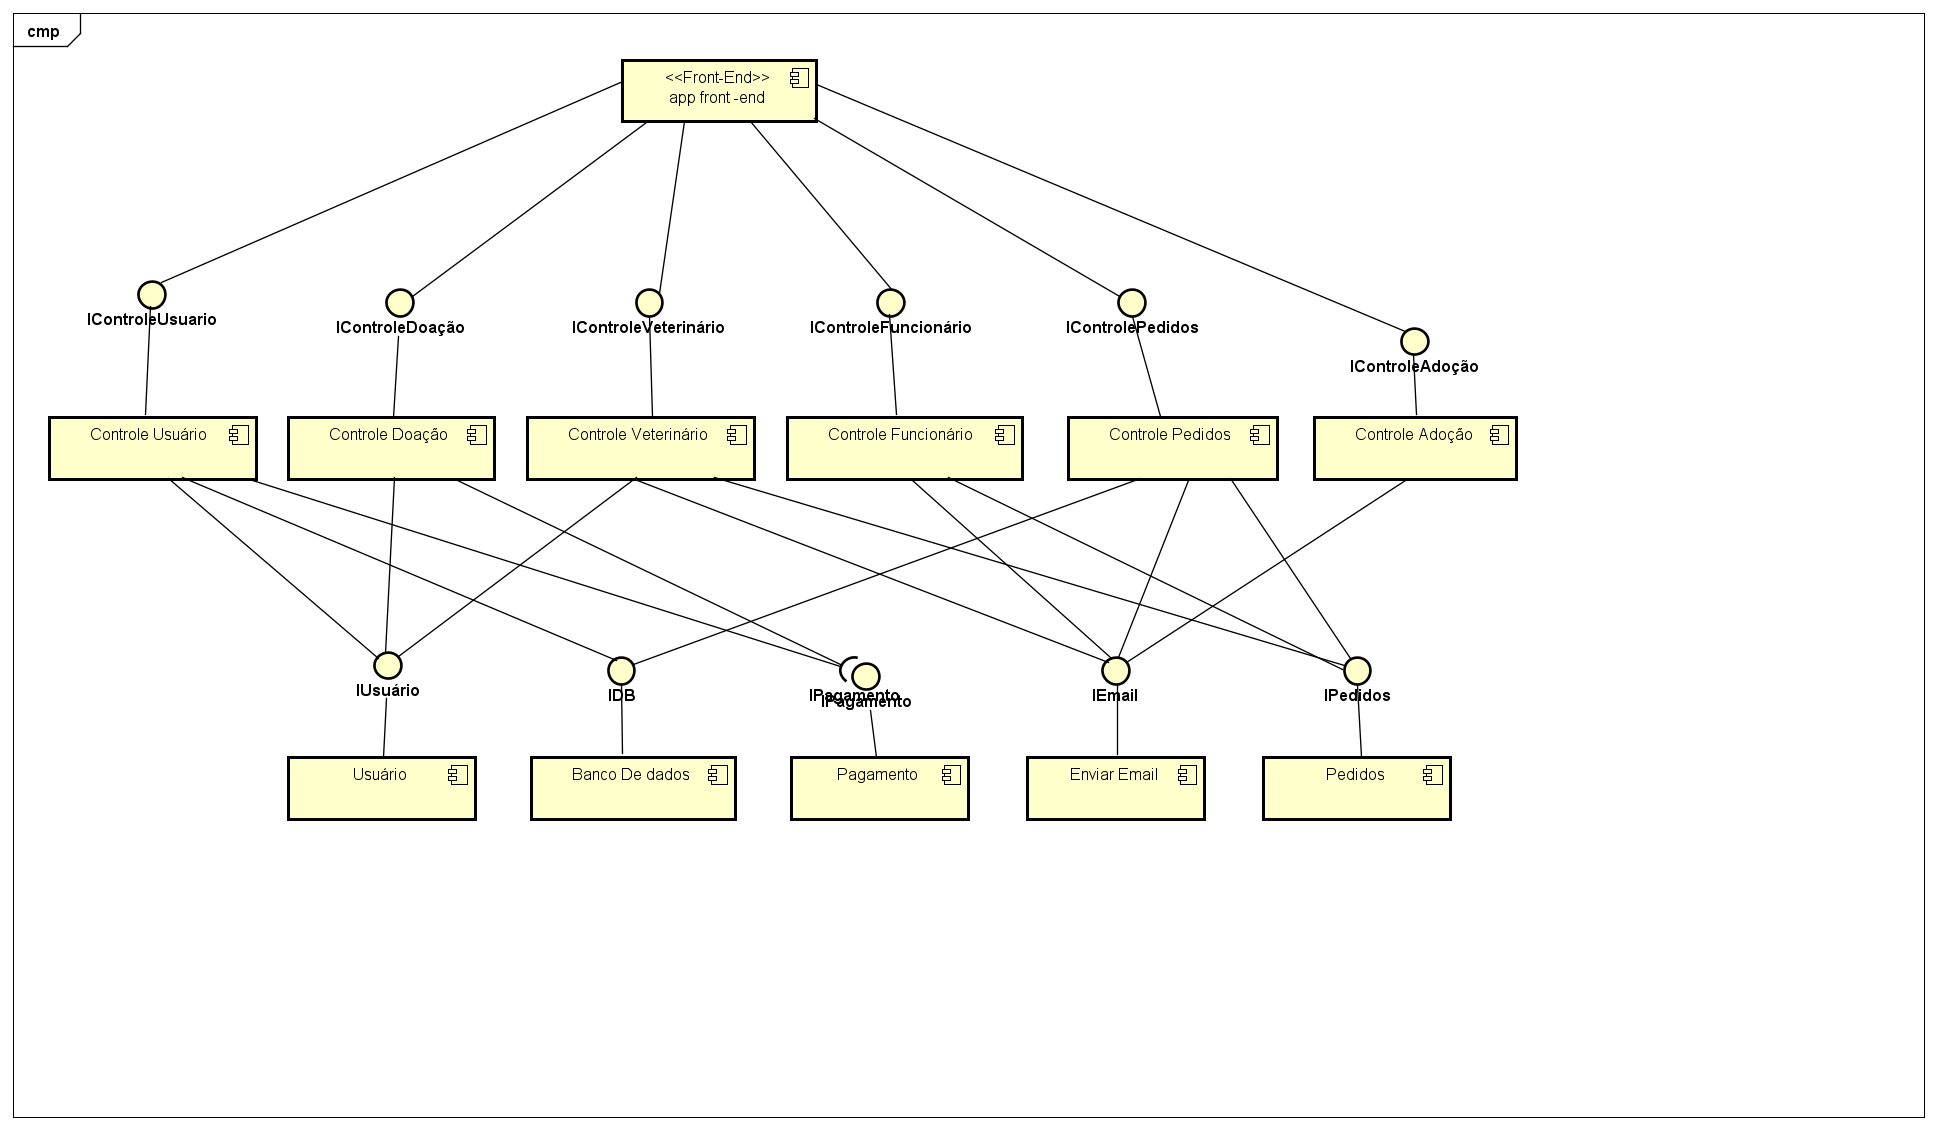 cmp
<<Front-End>>
app front -end
IControleUsuario
IControleDoação
IControleVeterinário
IControleFuncionário
IControlePedidos
IControleAdoção
Controle Usuário
Controle Doação
Controle Veterinário
Controle Funcionário
Controle Pedidos
Controle Adoção
IUsuário
IDB
IPagamento
IPagamento
IEmail
IPedidos
Usuário
Banco De dados
Pagamento
Enviar Email
Pedidos